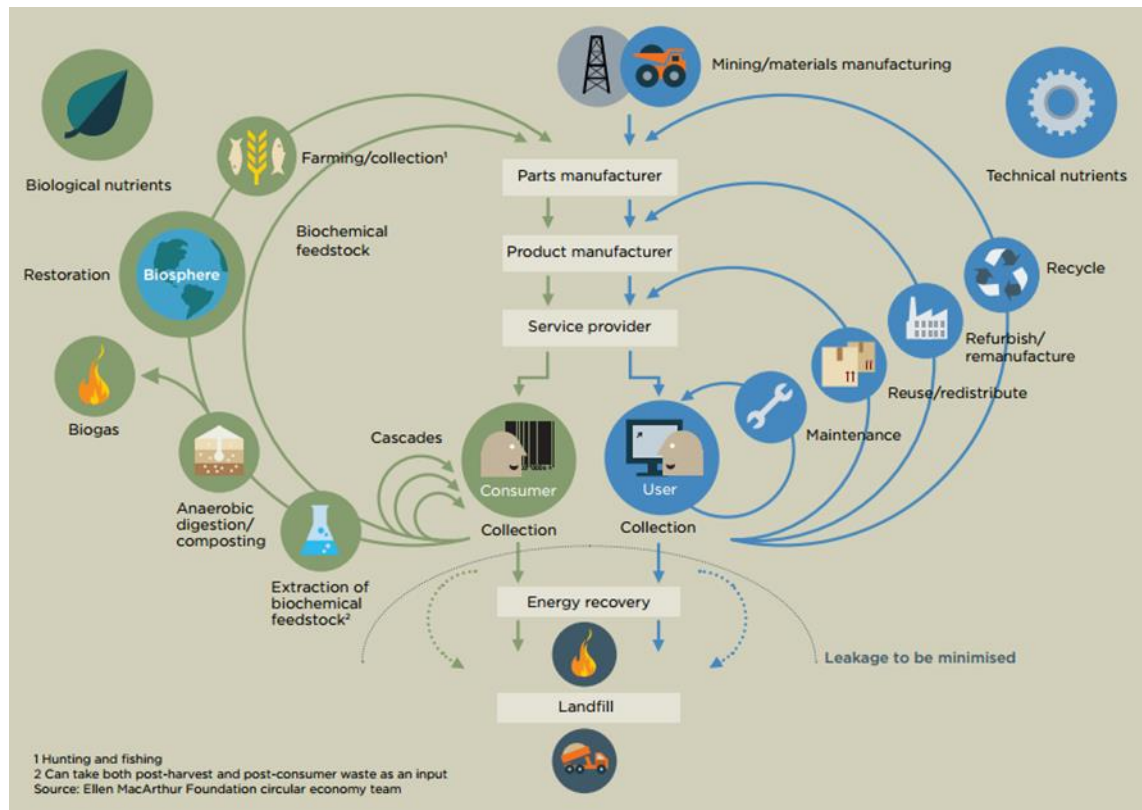 Mining/materials manufacturing
Biological nutrients
Farming/collection¹
Parts manufacturer
Technical nutrients
Biochemical
feedstock
Product manufacturer
Restoration
Biosphere
Recycle
Service provider
Refurbish/
remanufacture
Reuse/redistribute
Biogas
Cascades
Maintenance
Consumer
User
Anaerobic
digestion/
composting
Collection
Collection
Extraction of
biochemical
feedstock²
Energy recovery
Leakage to be minimised
Landfill
1 Hunting and fishing
2 Can take both post-harvest and post-consumer waste as an input
Source: Ellen MacArthur Foundation circular economy team